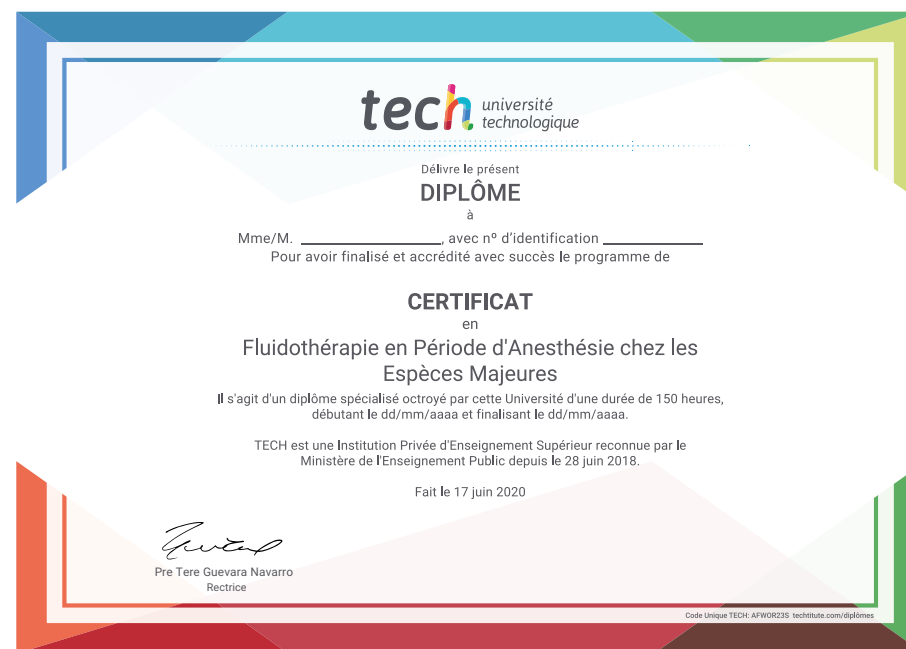 tech université
technologique
Délivre le présent
DIPLÔME
à
Mme/M. ____________, avec nº d'identification ____________
Pour avoir finalisé et accrédité avec succès le programme de
CERTIFICAT
en
Fluidothérapie en Période d'Anesthésie chez les
Espèces Majeures
Il s'agit d'un diplôme spécialisé octroyé par cette Université d'une durée de 150 heures,
débutant le dd/mm/aaaa et finalisant le dd/mm/aaaa.
TECH est une Institution Privée d'Enseignement Supérieur reconnue par le
Ministère de l'Enseignement Public depuis le 28 juin 2018.
Fait le 17 juin 2020
Pre Tere Guevara Navarro
Rectrice
Code Unique TECH: AFWOR23S techtitute.com/diplômes